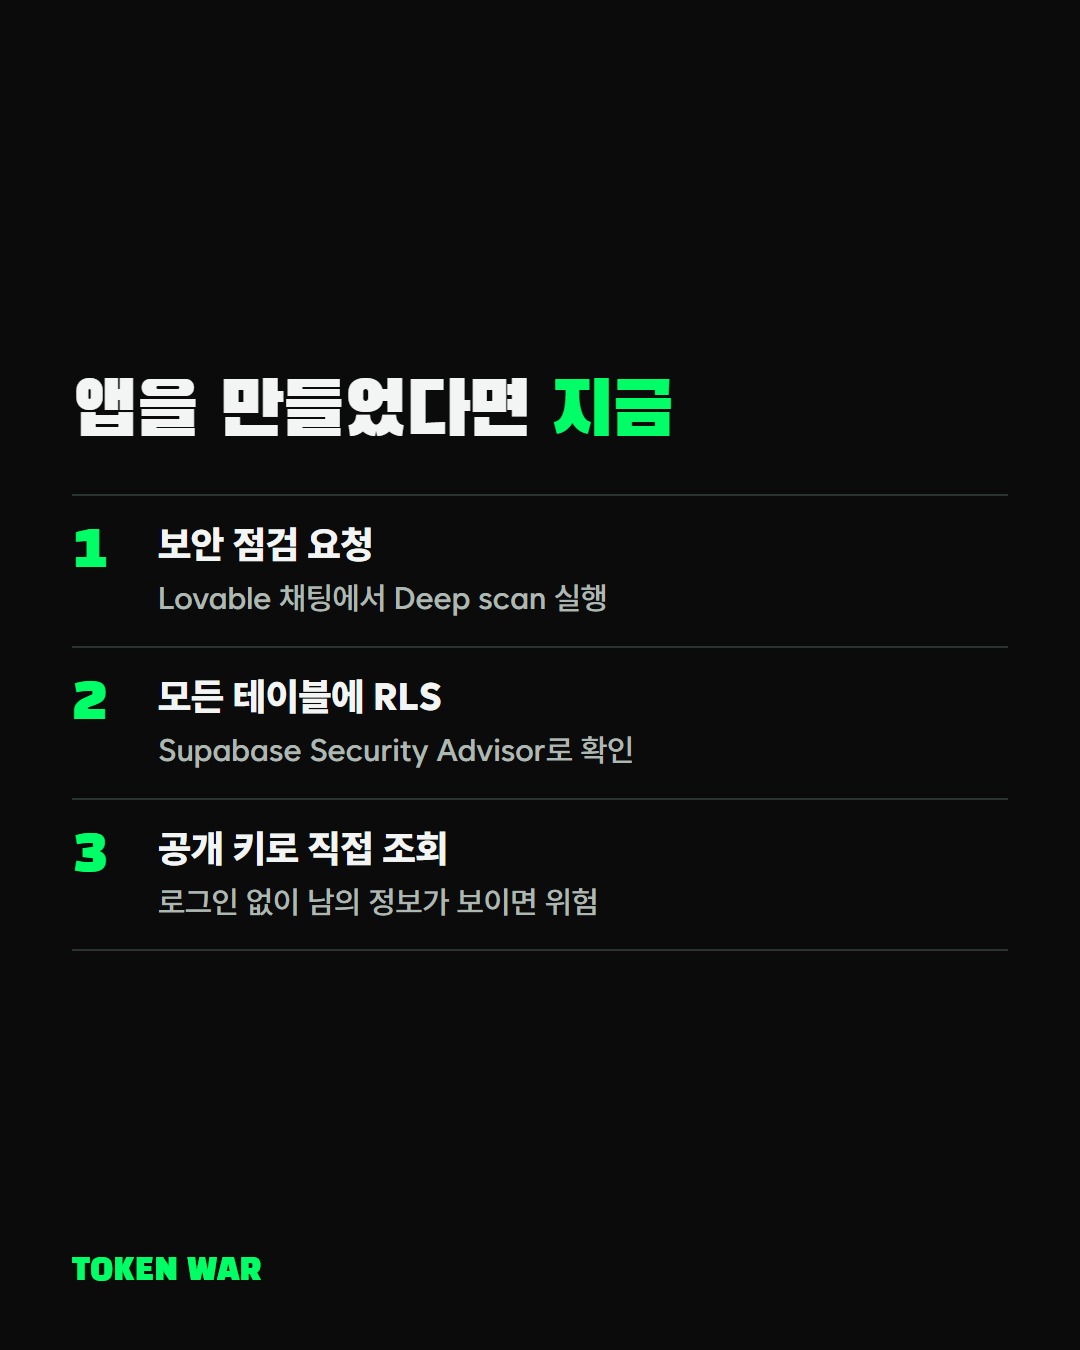 앱을 만들었다면 지금
1 보안 점검 요청
Lovable 채팅에서 Deep scan 실행
2 모든 테이블에 RLS
Supabase Security Advisor로 확인
3 공개 키로 직접 조회
로그인 없이 남의 정보가 보이면 위험
TOKEN WAR